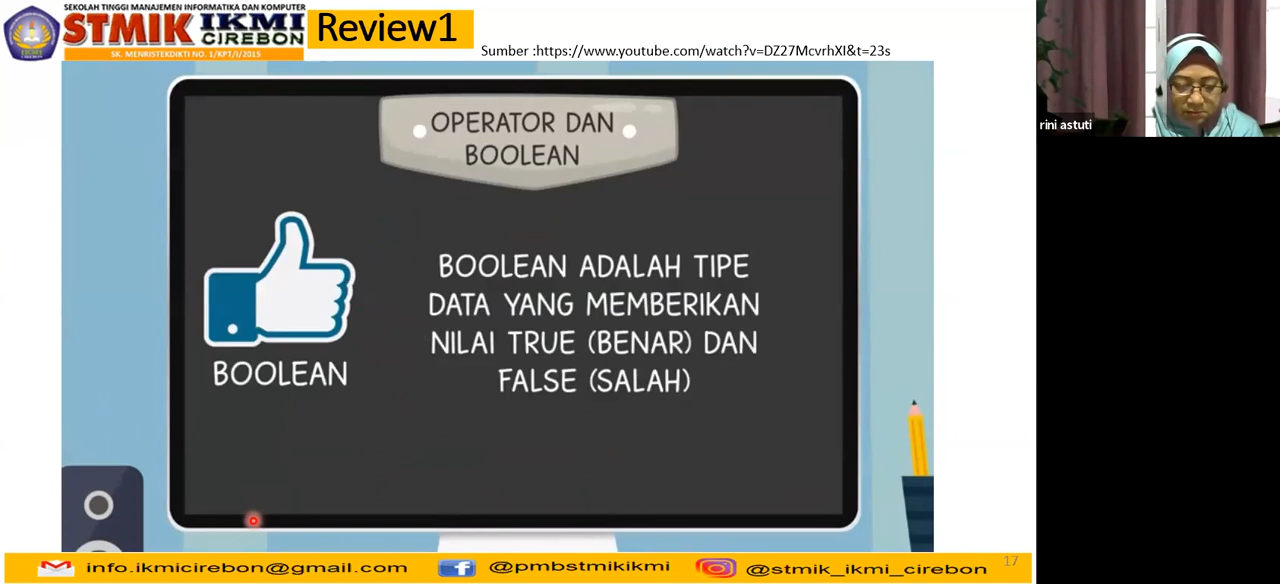 SEKOLAH TINGGI MANAJEMEN INFORMATIKA DAN KOMPUTER
STMIK IKMI
CIREBON
SK. MENRISTEKDIKTI NO. 1/KPT/I/2015
Review1
Sumber :https://www.youtube.com/watch?v=DZ27McvrhXI&t=23s
rini astuti
OPERATOR DAN
BOOLEAN
BOOLEAN ADALAH TIPE
DATA YANG MEMBERIKAN
NILAI TRUE (BENAR) DAN
FALSE (SALAH)
BOOLEAN
info.ikmicirebon@gmail.com
@pmbstmikikmi
@stmik_ikmi_cirebon
17